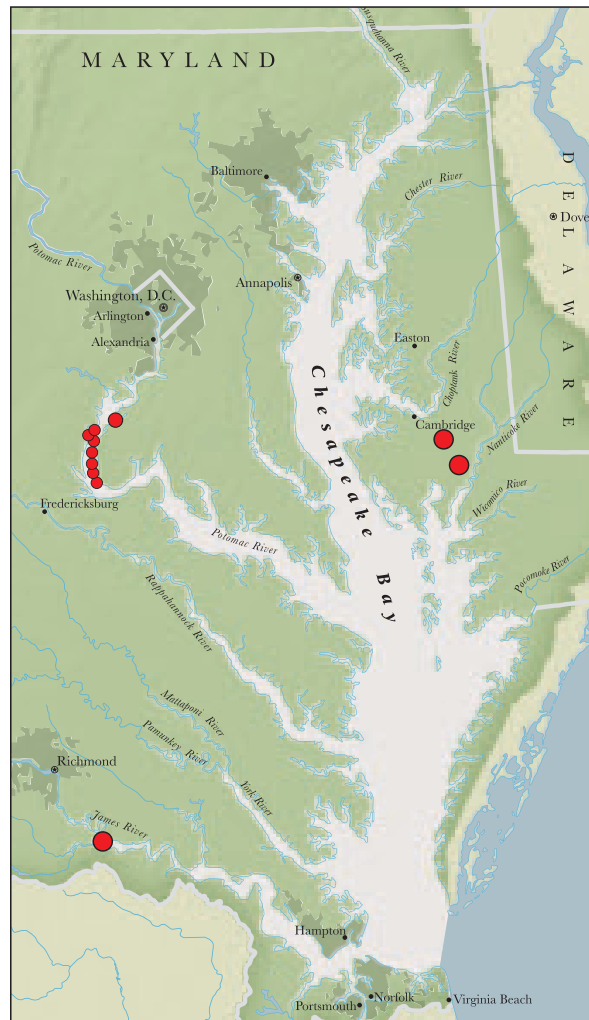 Susquehanna River
MARYLAND
Baltimore
Chester River
DELAWARE
Dove
Potomac River
Annapolis
Washington, D.C.
Arlington
Alexandria
Easton
Choplank River
Chesapeake Bay
Cambridge
Nanticoke River
Wicomico River
Fredericksburg
Potomac River
Pocomoke River
Rappahannock River
Mattaponi River
Pamunkey River
Richmond
York River
James River
Hampton
Norfolk
Portsmouth
Virginia Beach